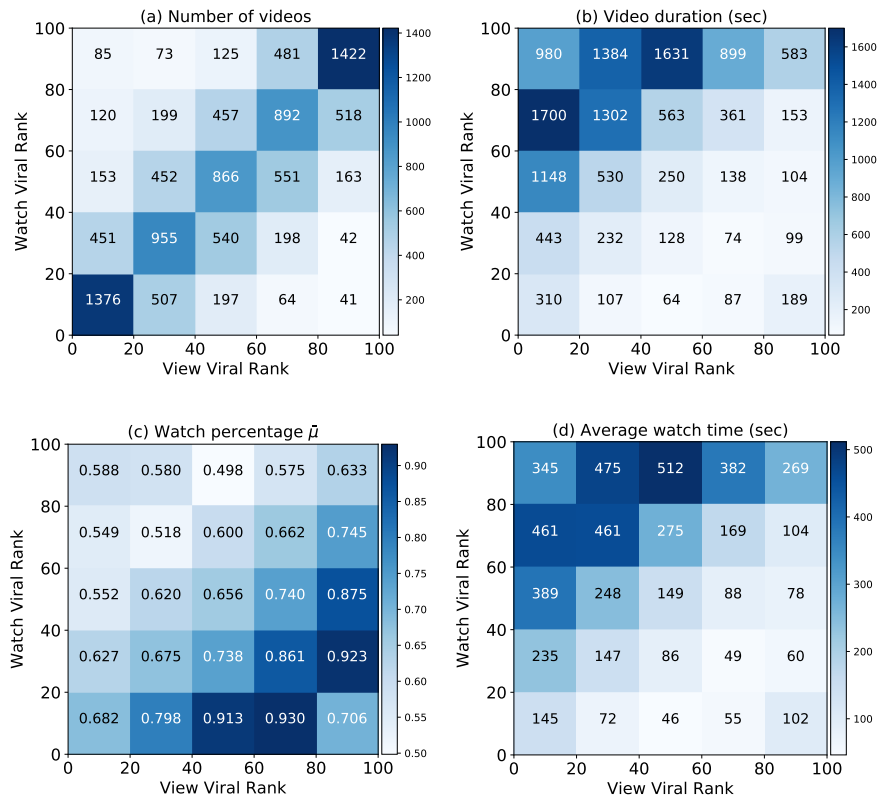 (a) Number of videos
Watch Viral Rank
100
80
60
40
20
0
85 73 125 481 1422
120 199 457 892 518
153 452 866 551 163
451 955 540 198 42
1376 507 197 64 41
0 20 40 60 80 100
View Viral Rank
1400
1200
1000
800
600
400
200
(b) Video duration (sec)
Watch Viral Rank
100
80
60
40
20
0
980 1384 1631 899 583
1700 1302 563 361 153
1148 530 250 138 104
443 232 128 74 99
310 107 64 87 189
0 20 40 60 80 100
View Viral Rank
1600
1400
1200
1000
800
600
400
200
(c) Watch percentage μ̄
Watch Viral Rank
100
80
60
40
20
0
0.588 0.580 0.498 0.575 0.633
0.549 0.518 0.600 0.662 0.745
0.552 0.620 0.656 0.740 0.875
0.627 0.675 0.738 0.861 0.923
0.682 0.798 0.913 0.930 0.706
0 20 40 60 80 100
View Viral Rank
0.90
0.85
0.80
0.75
0.70
0.65
0.60
0.55
0.50
(d) Average watch time (sec)
Watch Viral Rank
100
80
60
40
20
0
345 475 512 382 269
461 461 275 169 104
389 248 149 88 78
235 147 86 49 60
145 72 46 55 102
0 20 40 60 80 100
View Viral Rank
500
400
300
200
100